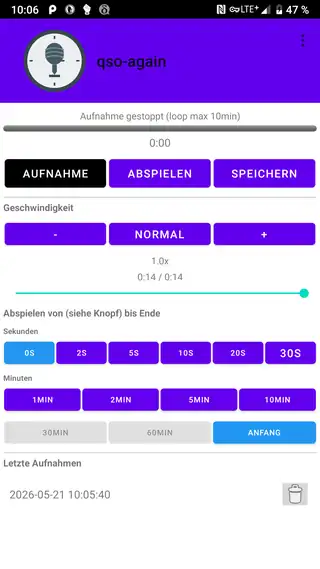 10:06 LTE+ 47 %
qso-again
Aufnahme gestoppt (loop max 10min)
0:00
AUFNAHME ABSPIELEN SPEICHERN
Geschwindigkeit
- NORMAL +
1.0x
0:14 / 0:14
Abspielen von (siehe Knopf) bis Ende
Sekunden
0S 2S 5S 10S 20S 30S
Minuten
1MIN 2MIN 5MIN 10MIN
30MIN 60MIN ANFANG
Letzte Aufnahmen
2026-05-21 10:05:40